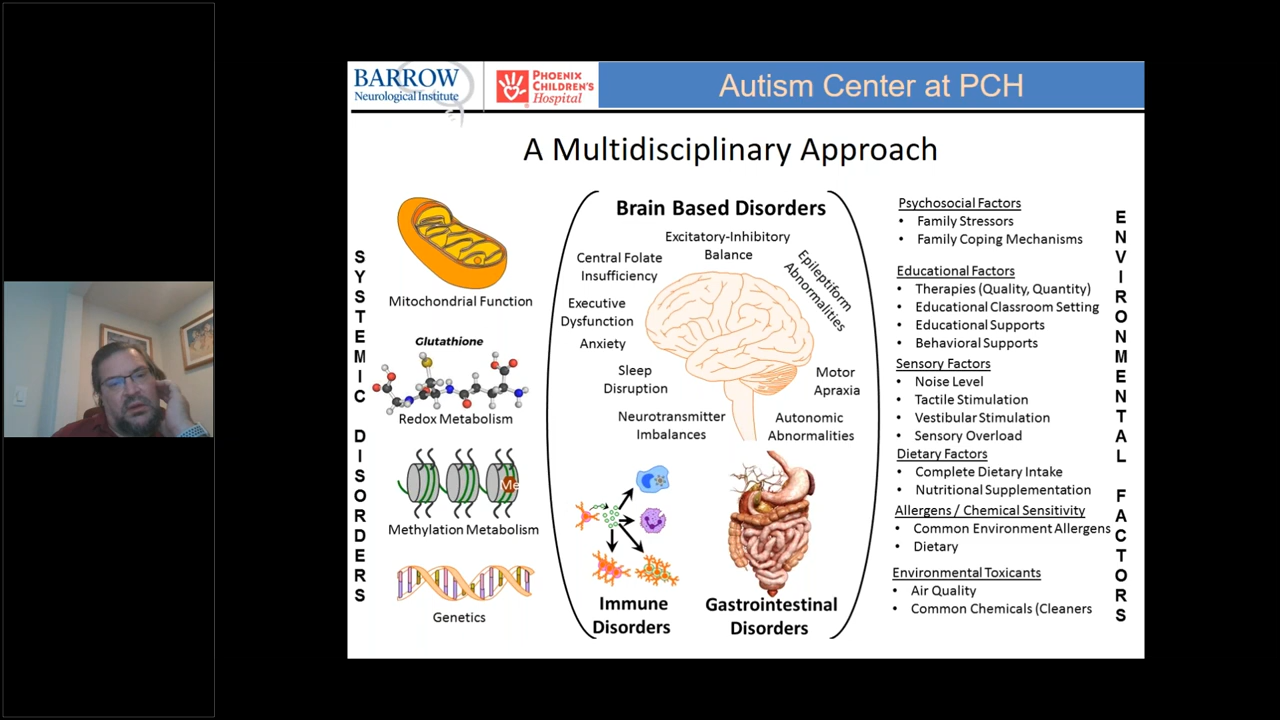 BARROW
Neurological Institute
PHOENIX
CHILDREN'S
Hospital
Autism Center at PCH
A Multidisciplinary Approach
SYSTEMIC DISORDERS
Mitochondrial Function
Glutathione
Redox Metabolism
Me
Methylation Metabolism
Genetics
Brain Based Disorders
Excitatory-Inhibitory
Balance
Central Folate
Insufficiency
Epileptiform
Abnormalities
Executive
Dysfunction
Anxiety
Sleep
Disruption
Motor
Apraxia
Neurotransmitter
Imbalances
Autonomic
Abnormalities
Immune
Disorders
Gastrointestinal
Disorders
Psychosocial Factors
• Family Stressors
• Family Coping Mechanisms
Educational Factors
• Therapies (Quality, Quantity)
• Educational Classroom Setting
• Educational Supports
• Behavioral Supports
Sensory Factors
• Noise Level
• Tactile Stimulation
• Vestibular Stimulation
• Sensory Overload
Dietary Factors
• Complete Dietary Intake
• Nutritional Supplementation
Allergens / Chemical Sensitivity
• Common Environment Allergens
• Dietary
Environmental Toxicants
• Air Quality
• Common Chemicals (Cleaners
ENVIRONMENTAL FACTORS